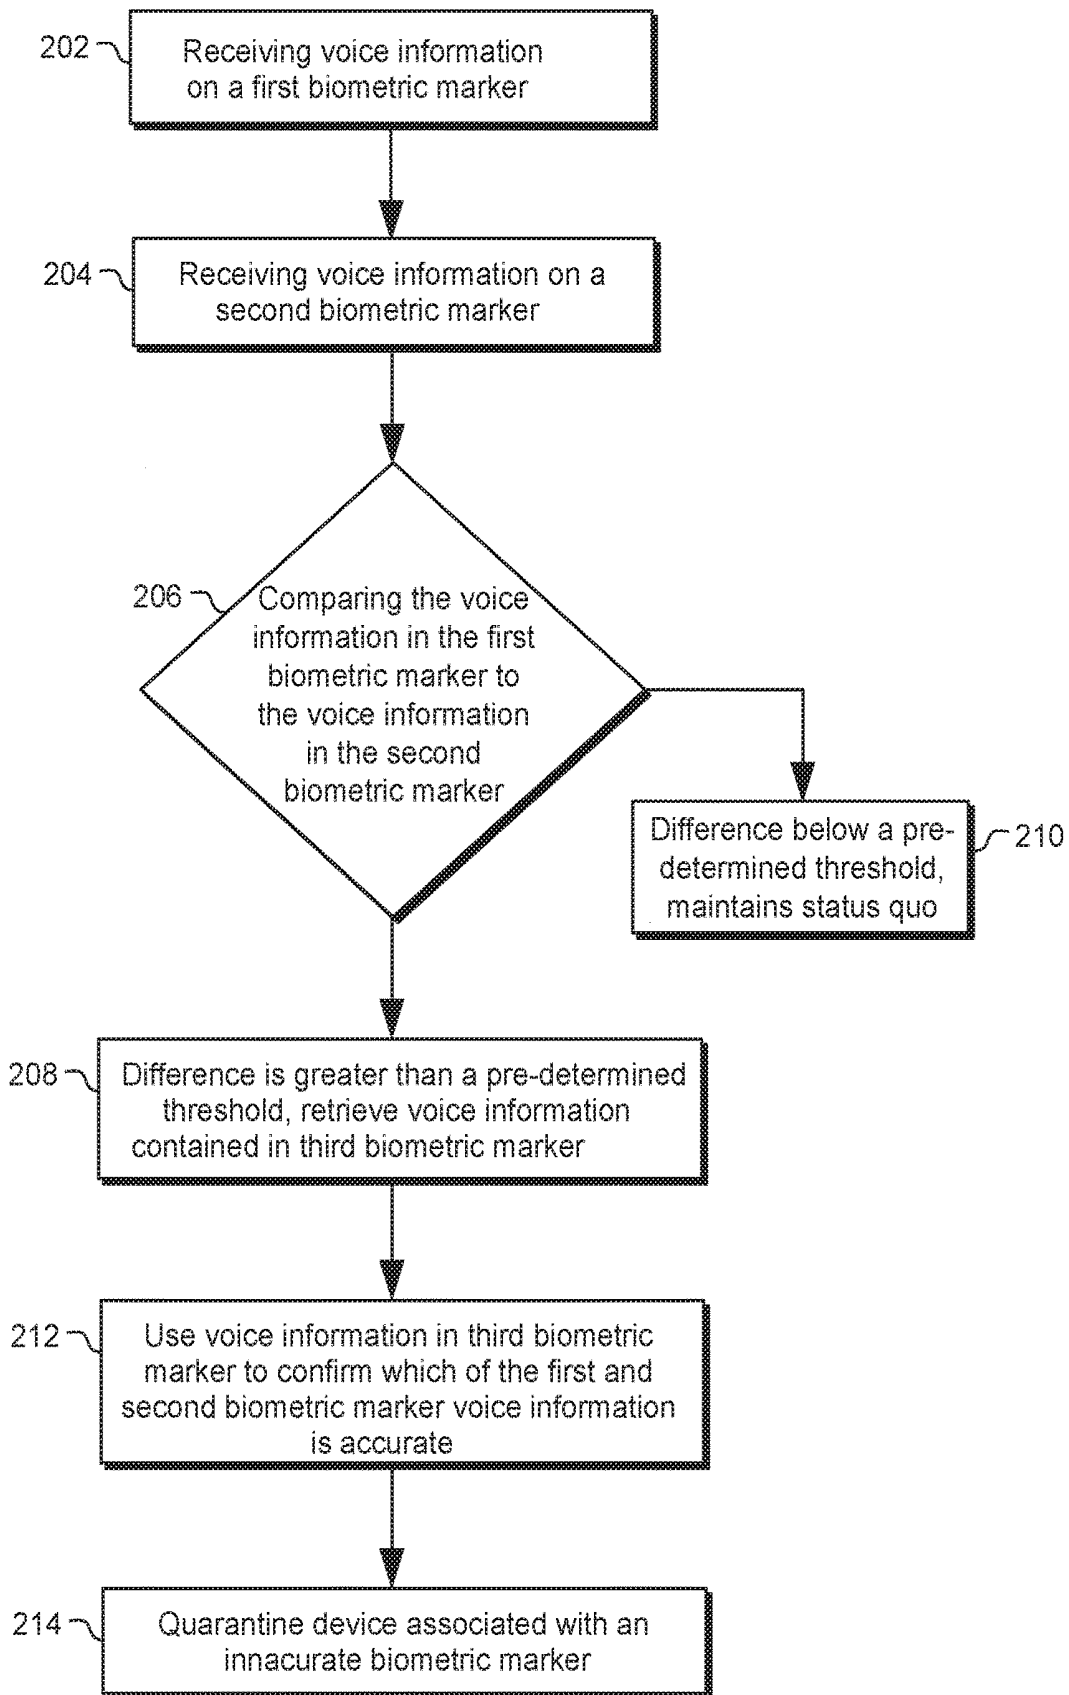 202
Receiving voice information
on a first biometric marker
204
Receiving voice information on a
second biometric marker
206
Comparing the voice
information in the first
biometric marker to
the voice information
in the second
biometric marker
Difference below a pre-
determined threshold,
maintains status quo
210
208
Difference is greater than a pre-determined
threshold, retrieve voice information
contained in third biometric marker
212
Use voice information in third biometric
marker to confirm which of the first and
second biometric marker voice information
is accurate
214
Quarantine device associated with an
innacurate biometric marker